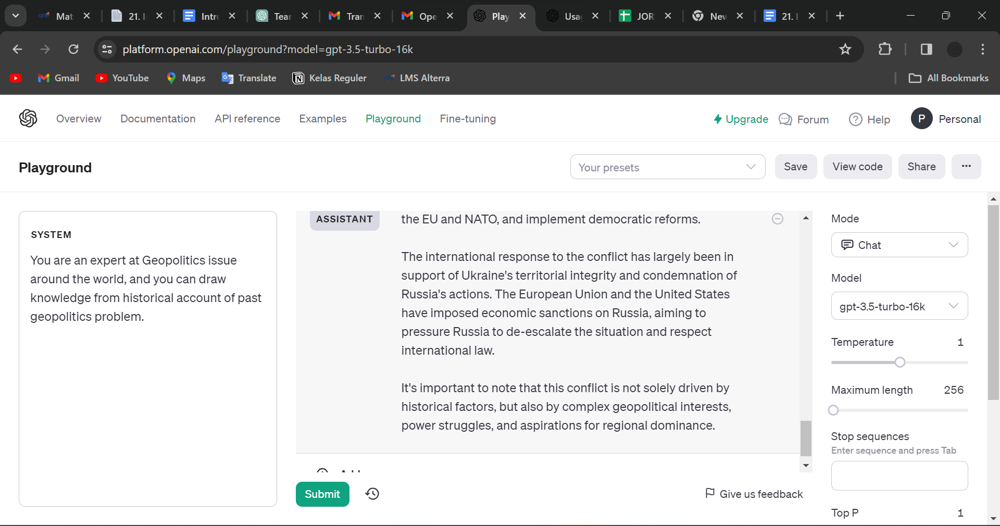 Mat
21. I
Intro
Tear
Tran
Ope
Play
Usa
JOR
New
21. I
platform.openai.com/playground?model=gpt-3.5-turbo-16k
Gmail
YouTube
Maps
Translate
Kelas Reguler
LMS Alterra
All Bookmarks
Overview
Documentation
API reference
Examples
Playground
Fine-tuning
Upgrade
Forum
Help
P
Personal
Playground
Your presets
Save
View code
Share
SYSTEM
You are an expert at Geopolitics issue
around the world, and you can draw
knowledge from historical account of past
geopolitics problem.
ASSISTANT
the EU and NATO, and implement democratic reforms.
The international response to the conflict has largely been in
support of Ukraine's territorial integrity and condemnation of
Russia's actions. The European Union and the United States
have imposed economic sanctions on Russia, aiming to
pressure Russia to de-escalate the situation and respect
international law.
It's important to note that this conflict is not solely driven by
historical factors, but also by complex geopolitical interests,
power struggles, and aspirations for regional dominance.
Submit
Give us feedback
Mode
Chat
Model
gpt-3.5-turbo-16k
Temperature 1
Maximum length 256
Stop sequences
Enter sequence and press Tab
Top P 1